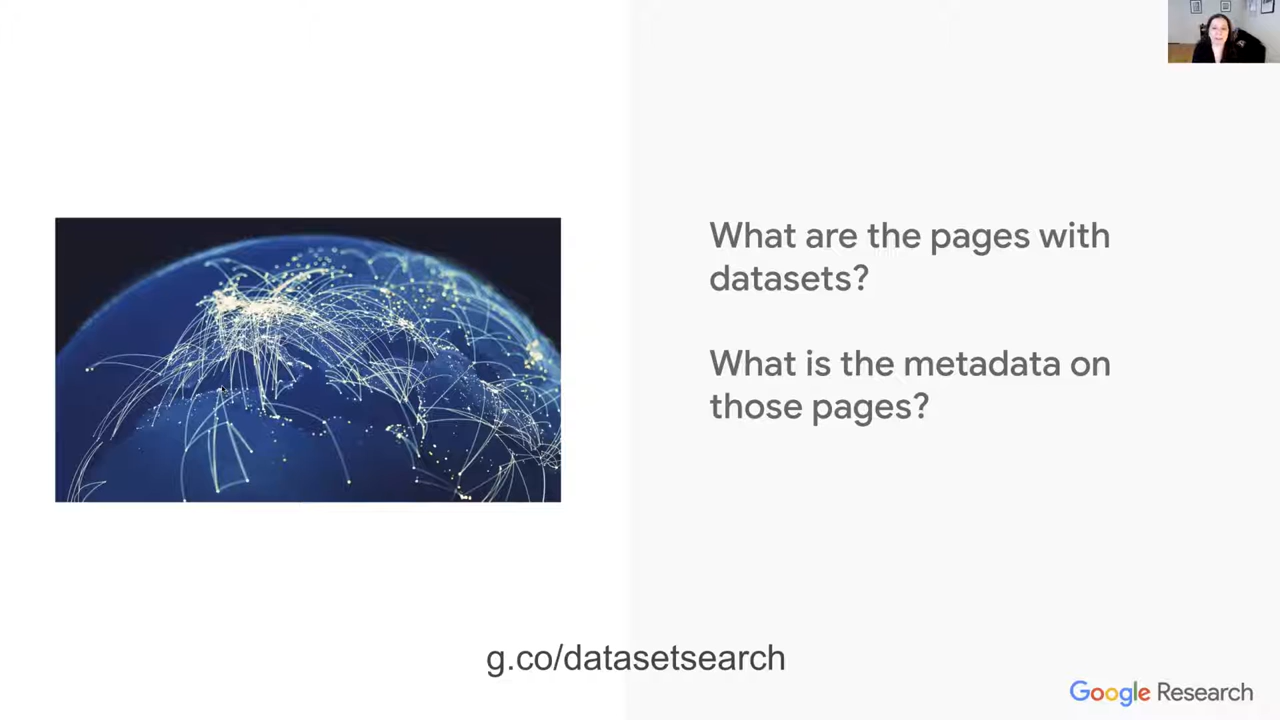 What are the pages with
datasets?
What is the metadata on
those pages?
g.co/datasetsearch
Google Research